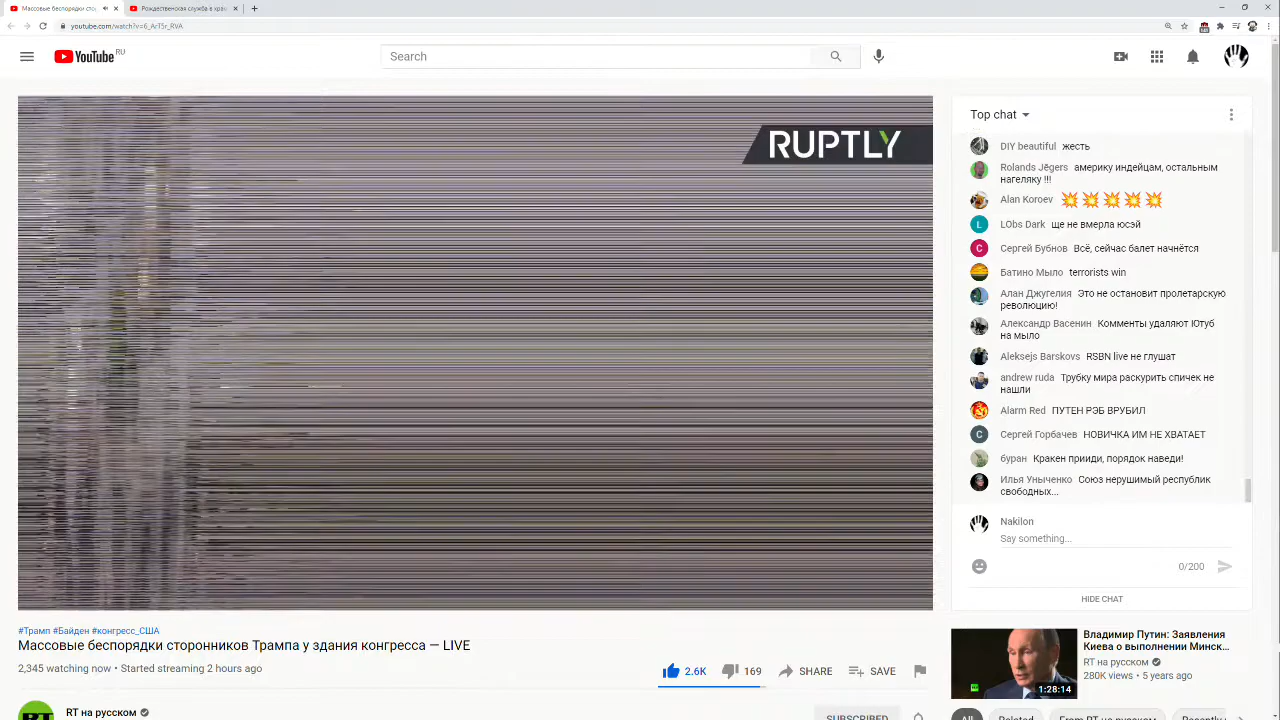 Массовые беспорядки сто
Рождественская служба в кра
youtube.com/watch?v=6_ArT5r_RVA
YouTube RU
Search
RUPTLY
Top chat
DIY beautiful жесть
Rolands Jēgers америку индейцам, остальным
нагеляку !!!
Alan Koroev 💥💥💥💥💥
L LObs Dark ще не вмерла юсэй
С Сергей Бубнов Всё, сейчас балет начнётся
Батино Мыло terrorists win
Алан Джугелия Это не остановит пролетарскую
революцию!
Александр Васенин Комменты удаляют Ютуб
на мыло
Aleksejs Barskovs RSBN live не глушат
andrew ruda Трубку мира раскурить спичек не
нашли
Alarm Red ПУТЕН РЭБ ВРУБИЛ
С Сергей Горбачев НОВИЧКА ИМ НЕ ХВАТАЕТ
буран Кракен прииди, порядок наведи!
Илья Уныченко Союз нерушимый республик
свободных...
Nakilon
Say something...
0/200
HIDE CHAT
#Трамп #Байден #конгресс_США
Массовые беспорядки сторонников Трампа у здания конгресса — LIVE
2,345 watching now • Started streaming 2 hours ago
2.6K 169 SHARE SAVE
RT на русском
SUBSCRIBED
Владимир Путин: Заявления
Киева о выполнении Минск...
RT на русском
280K views • 5 years ago
1:28:14
All Related From RT на русском Recently u